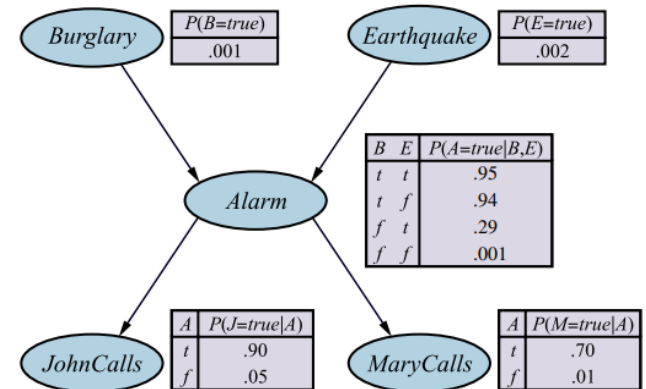 Burglary
P(B=true)
.001
Earthquake
P(E=true)
.002
B E P(A=true|B,E)
t t .95
t f .94
f t .29
f f .001
Alarm
JohnCalls
A P(J=true|A)
t .90
f .05
MaryCalls
A P(M=true|A)
t .70
f .01